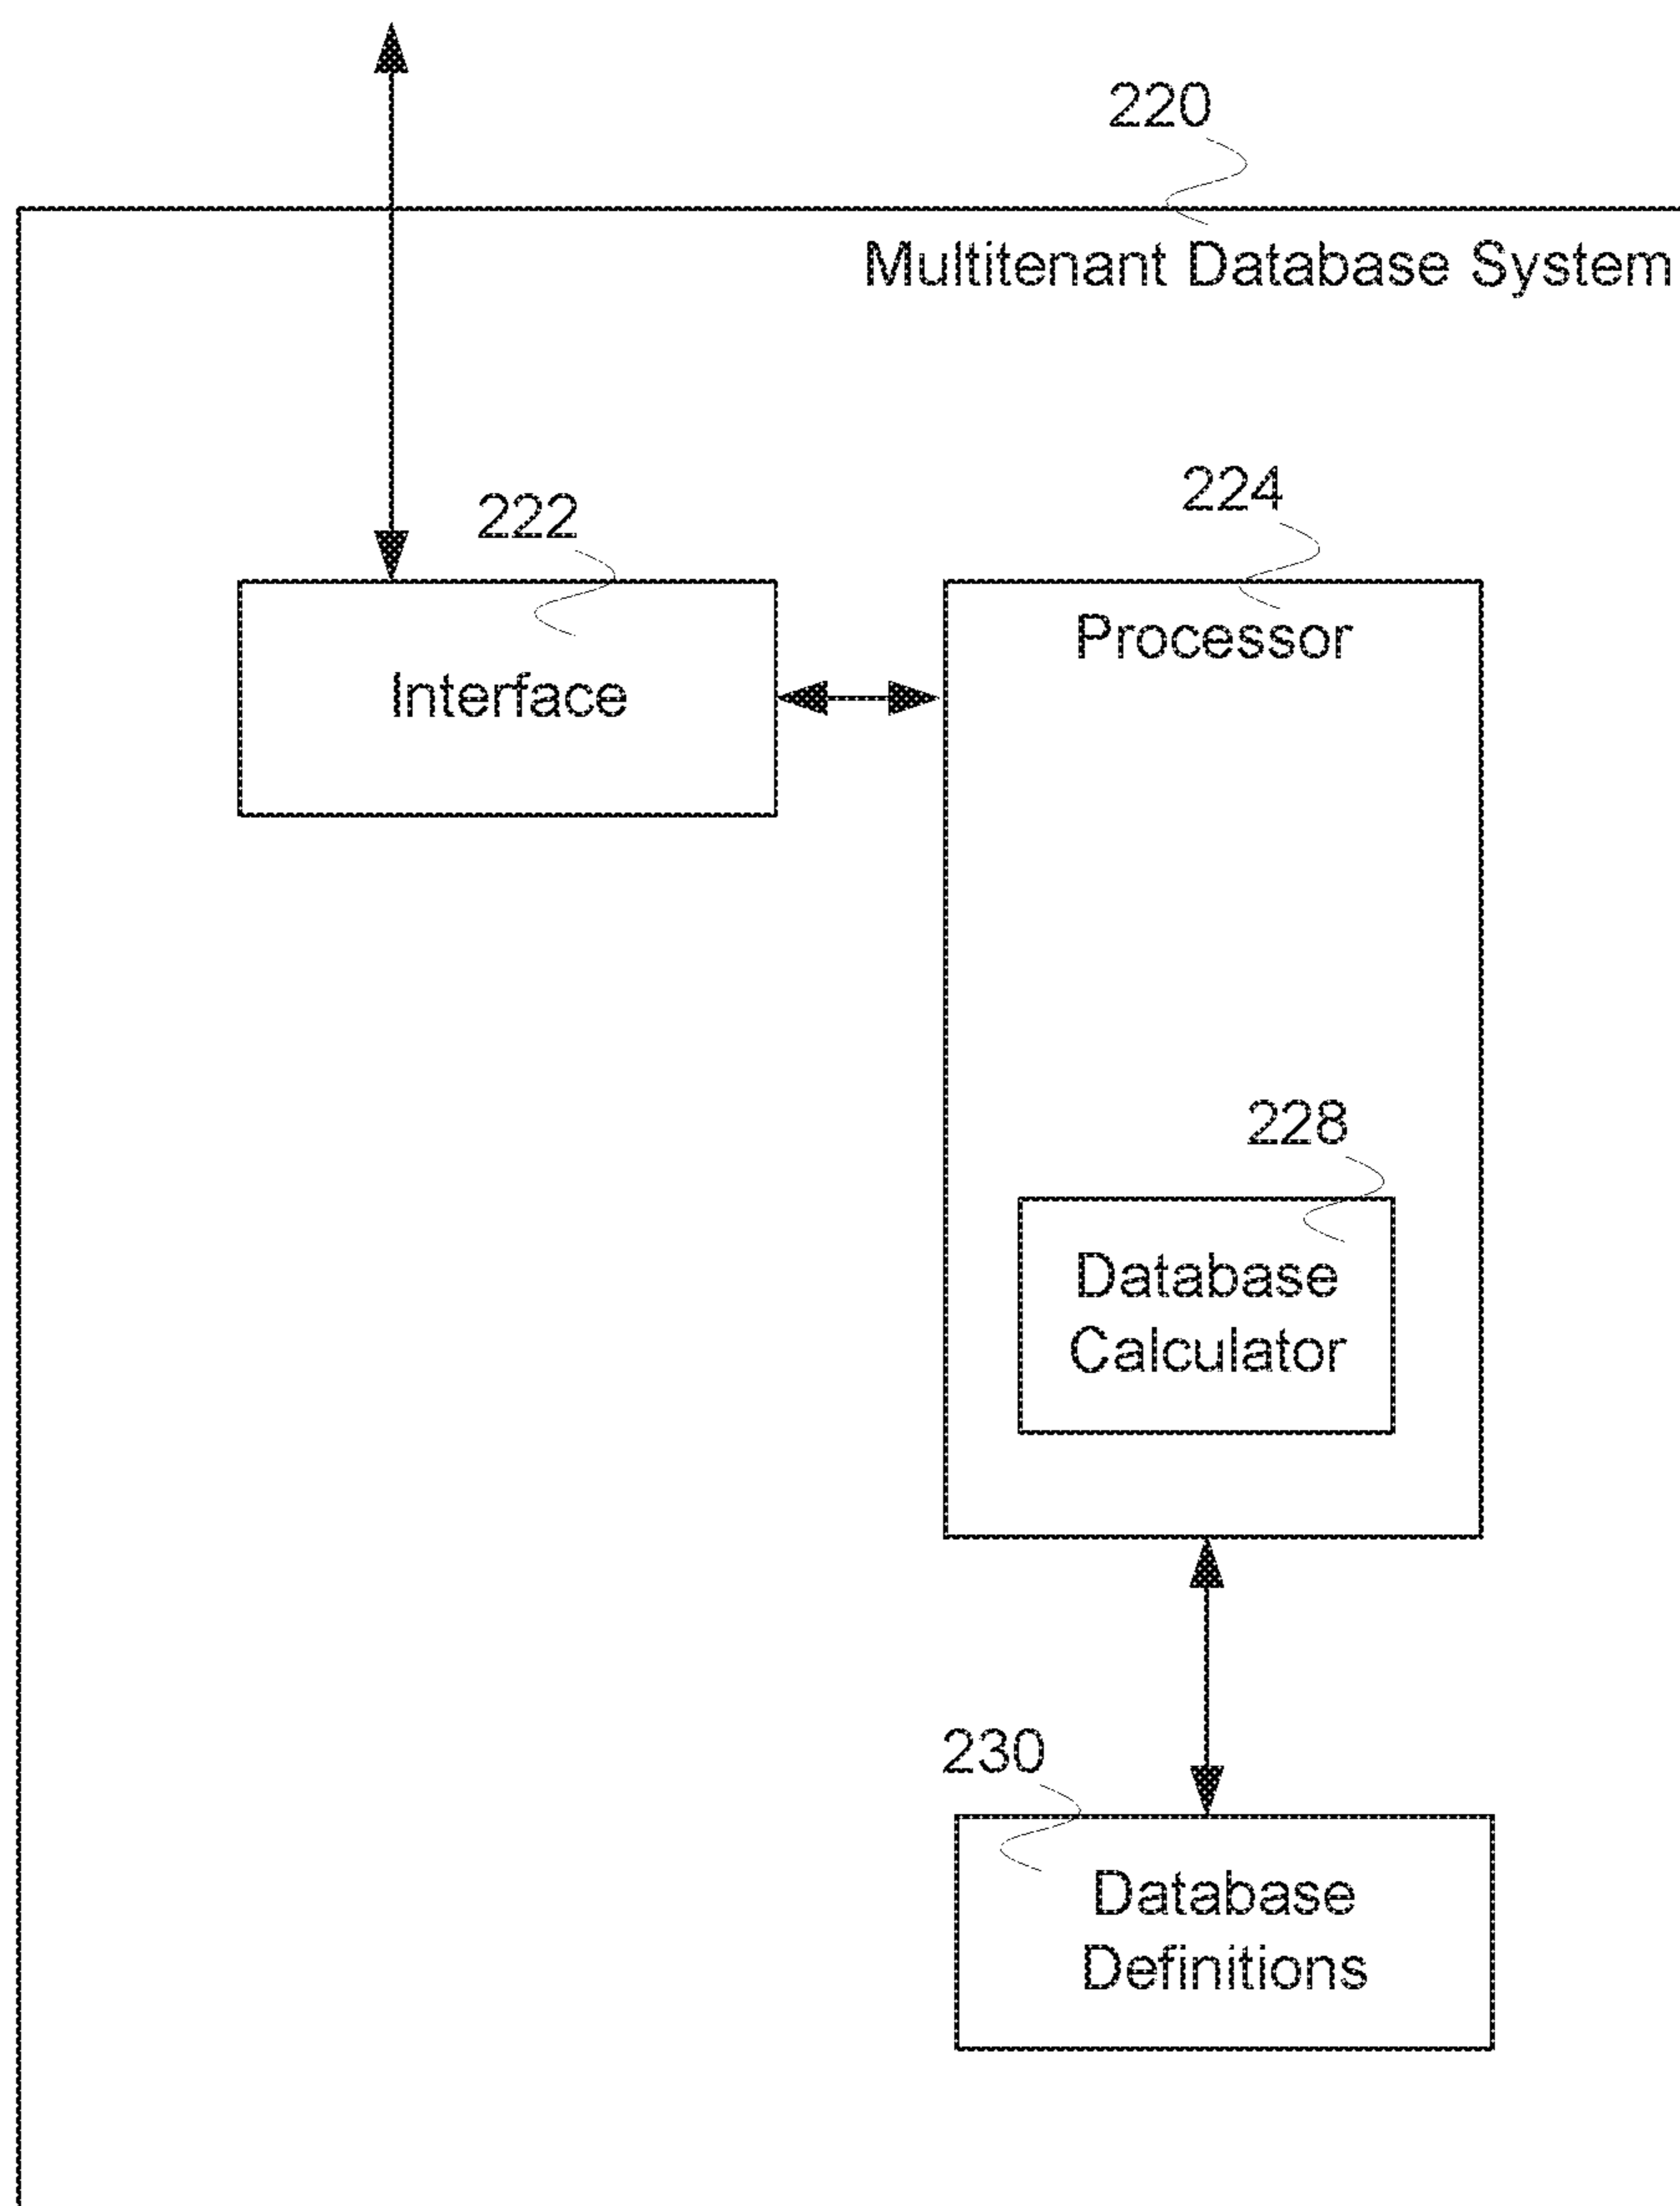 220
Multitenant Database System
222
224
Interface
Processor
228
Database
Calculator
230
Database
Definitions